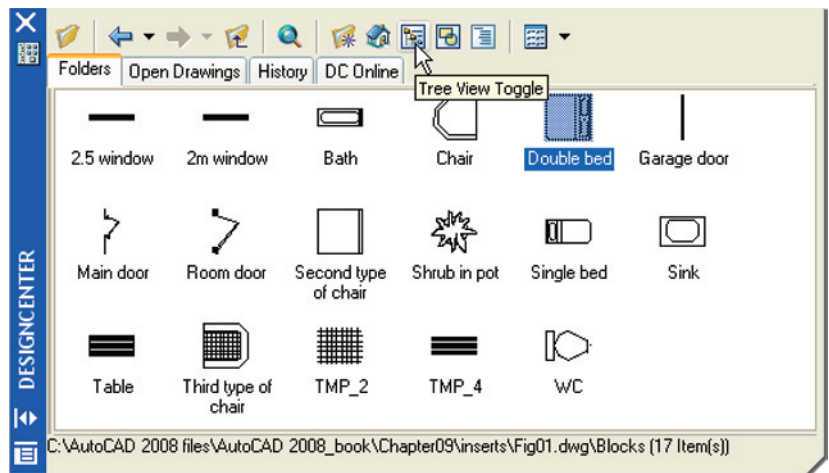 Folders Open Drawings History DC Online
Tree View Toggle
2.5 window 2m window Bath Chair Double bed Garage door
Main door Room door Second type of chair Shrub in pot Single bed Sink
Table Third type of chair TMP_2 TMP_4 WC
DESIGNCENTER
C:\AutoCAD 2008 files\AutoCAD 2008_book\Chapter09\inserts\Fig01.dwg\Blocks (17 Item(s))